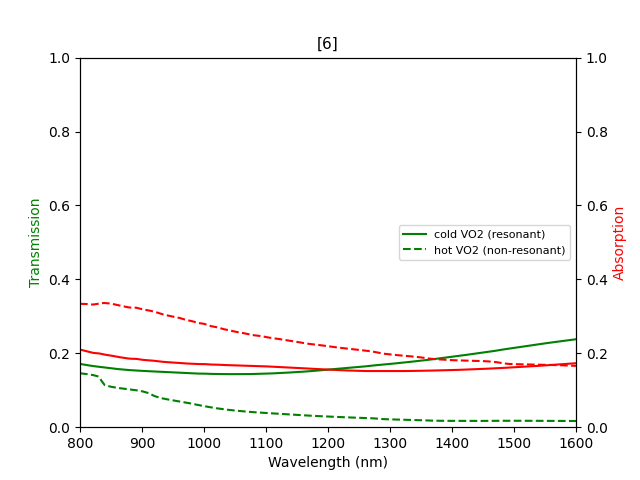 [6]
1.0
0.8
0.6
0.4
0.2
0.0
Transmission
1.0
0.8
0.6
0.4
0.2
0.0
Absorption
cold VO2 (resonant)
hot VO2 (non-resonant)
800 900 1000 1100 1200 1300 1400 1500 1600
Wavelength (nm)